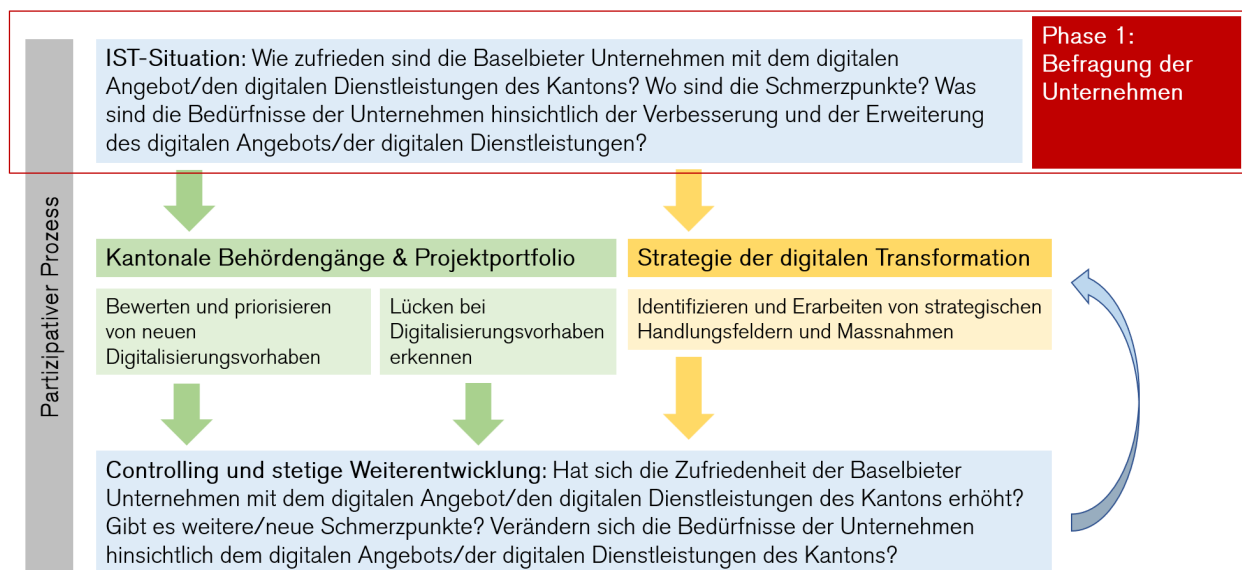 IST-Situation: Wie zufrieden sind die Baselbieter Unternehmen mit dem digitalen
Angebot/den digitalen Dienstleistungen des Kantons? Wo sind die Schmerzpunkte? Was
sind die Bedürfnisse der Unternehmen hinsichtlich der Verbesserung und der Erweiterung
des digitalen Angebots/der digitalen Dienstleistungen?
Phase 1:
Befragung der
Unternehmen
Partizipativer Prozess
Kantonale Behördengänge & Projektportfolio
Bewerten und priorisieren
von neuen
Digitalisierungsvorhaben
Lücken bei
Digitalisierungsvorhaben
erkennen
Strategie der digitalen Transformation
Identifizieren und Erarbeiten von strategischen
Handlungsfeldern und Massnahmen
Controlling und stetige Weiterentwicklung: Hat sich die Zufriedenheit der Baselbieter
Unternehmen mit dem digitalen Angebot/den digitalen Dienstleistungen des Kantons erhöht?
Gibt es weitere/neue Schmerzpunkte? Verändern sich die Bedürfnisse der Unternehmen
hinsichtlich dem digitalen Angebots/der digitalen Dienstleistungen des Kantons?